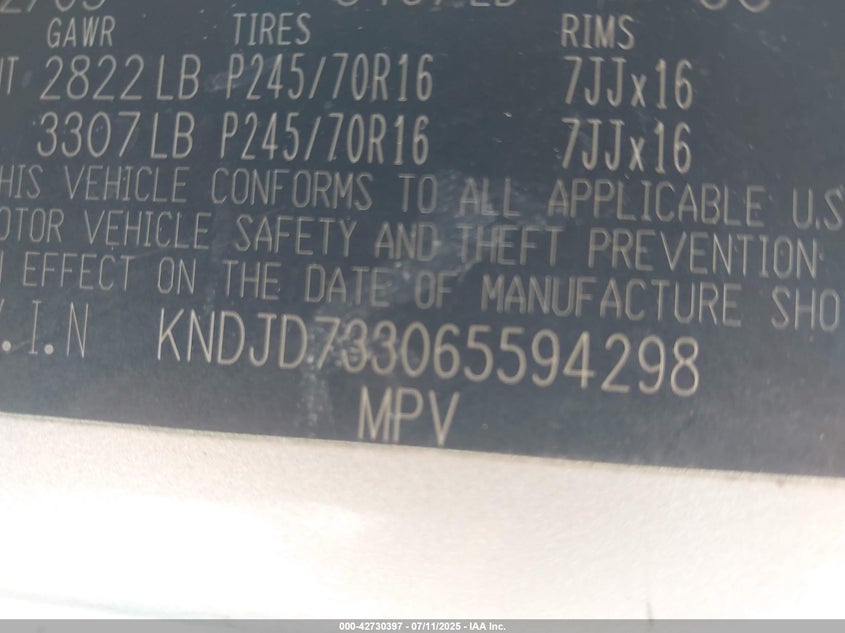 GAWR TIRES RIMS
2822 LB P245/70R16 7JJx16
3307 LB P245/70R16 7JJx16
HIS VEHICLE CONFORMS TO ALL APPLICABLE U.S
OTOR VEHICLE SAFETY AND THEFT PREVENTION
EFFECT ON THE DATE OF MANUFACTURE SHO
.I.N KNDJD733065594298
MPV
000-42730397 - 07/11/2025 - IAA Inc.